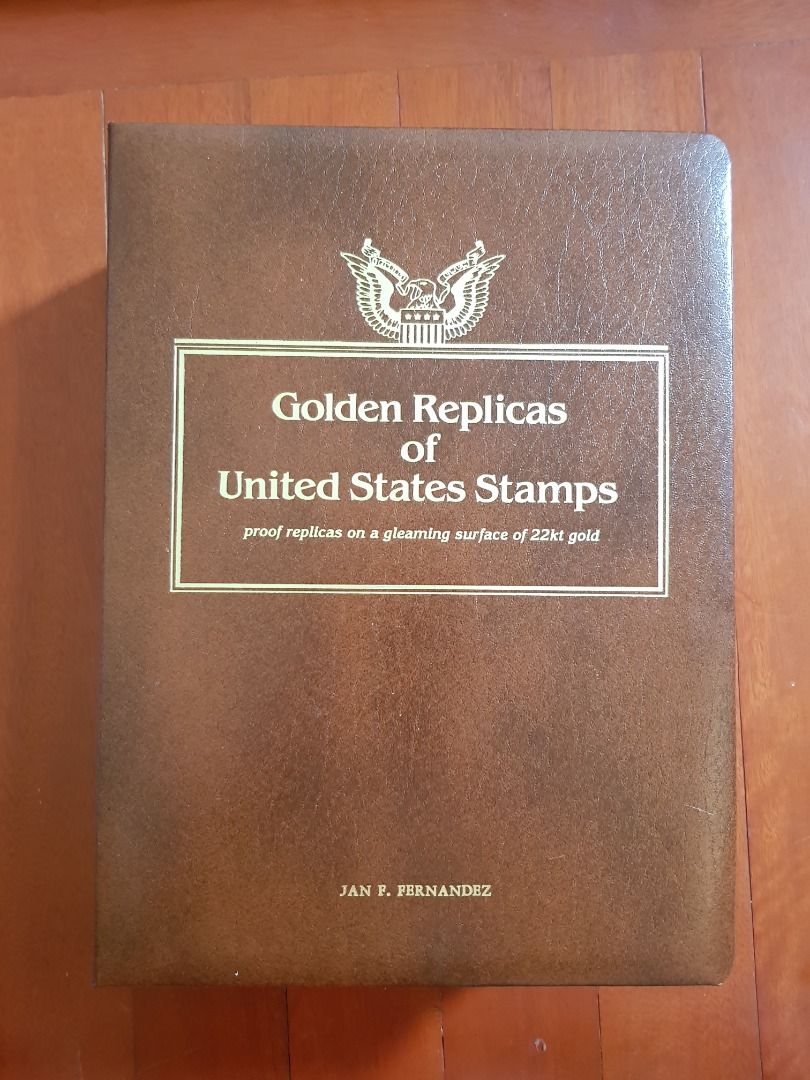 Golden Replicas
of
United States Stamps
proof replicas on a gleaming surface of 22kt gold
JAN F. FERNANDEZ